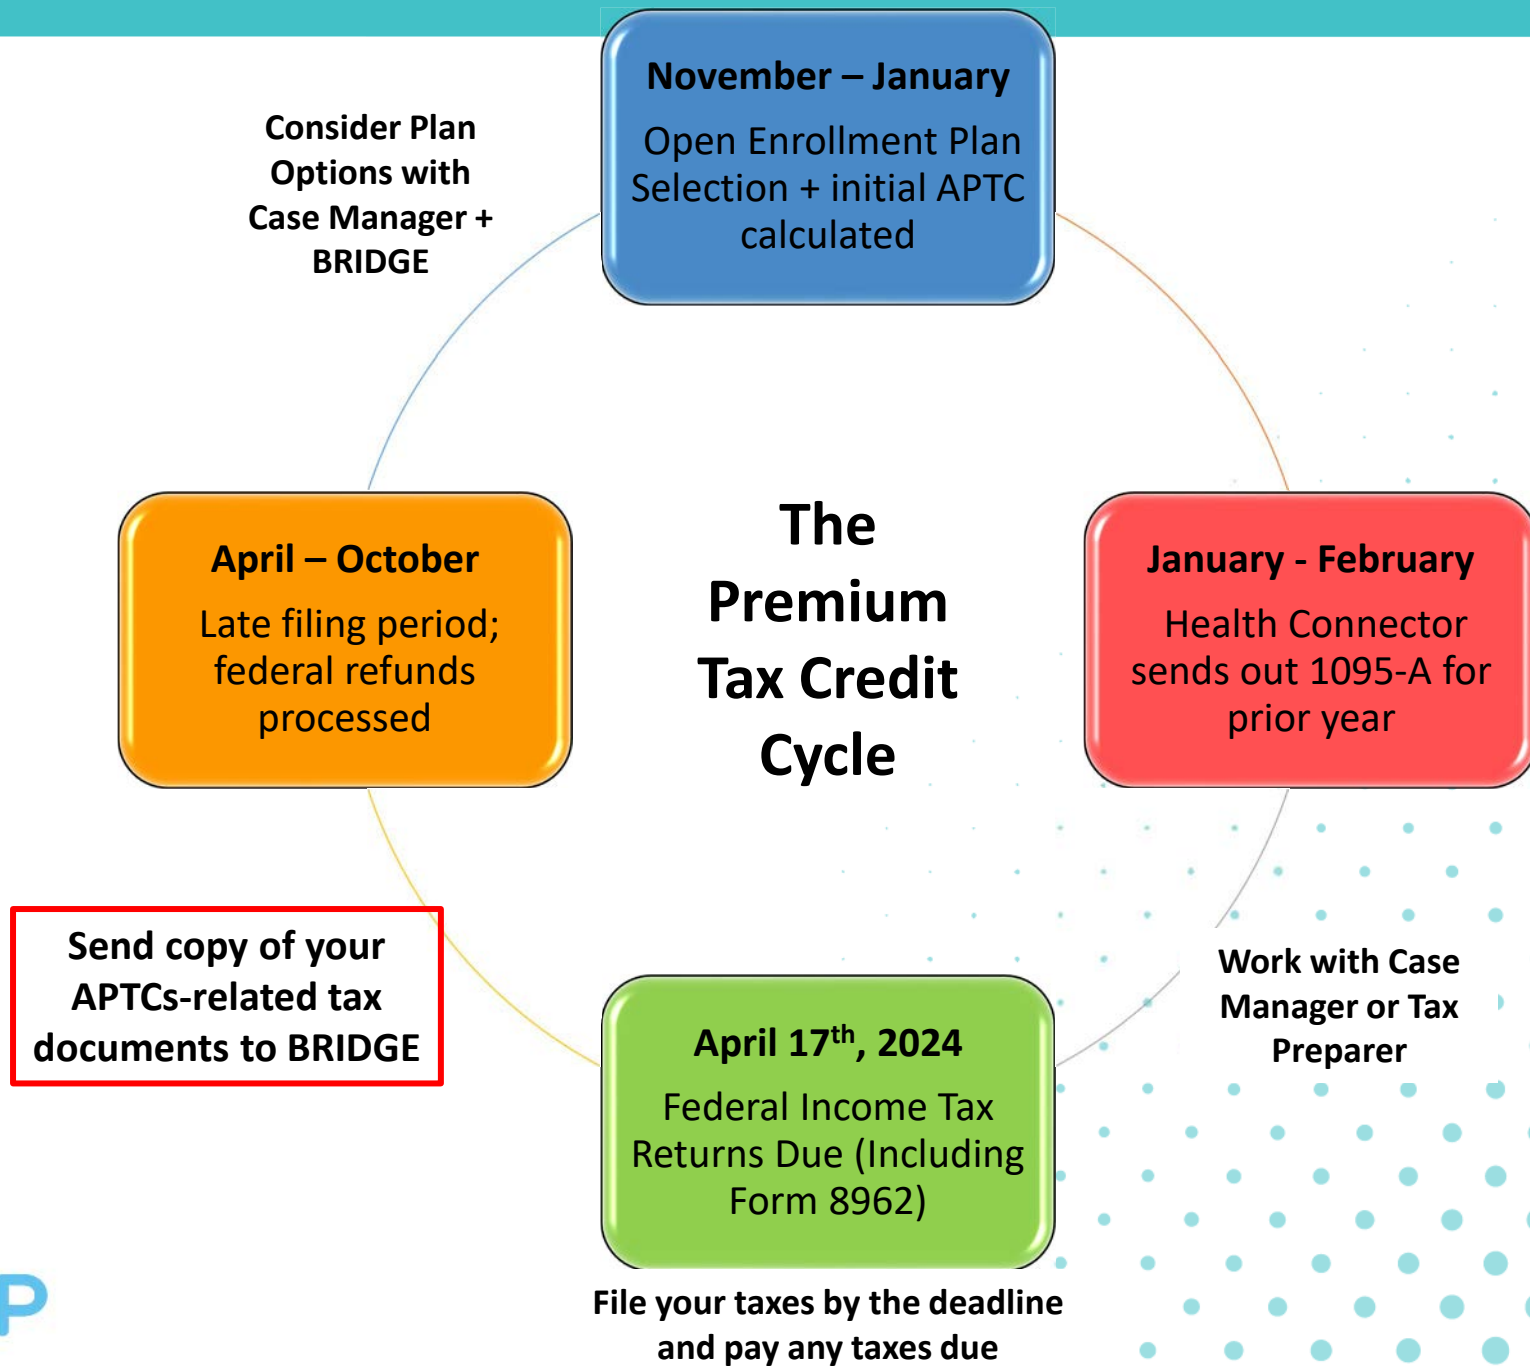 November – January
Open Enrollment Plan
Selection + initial APTC
calculated
Consider Plan
Options with
Case Manager +
BRIDGE
The
Premium
Tax Credit
Cycle
April – October
Late filing period;
federal refunds
processed
January - February
Health Connector
sends out 1095-A for
prior year
Send copy of your
APTCs-related tax
documents to BRIDGE
Work with Case
Manager or Tax
Preparer
April 17th, 2024
Federal Income Tax
Returns Due (Including
Form 8962)
File your taxes by the deadline
and pay any taxes due
P